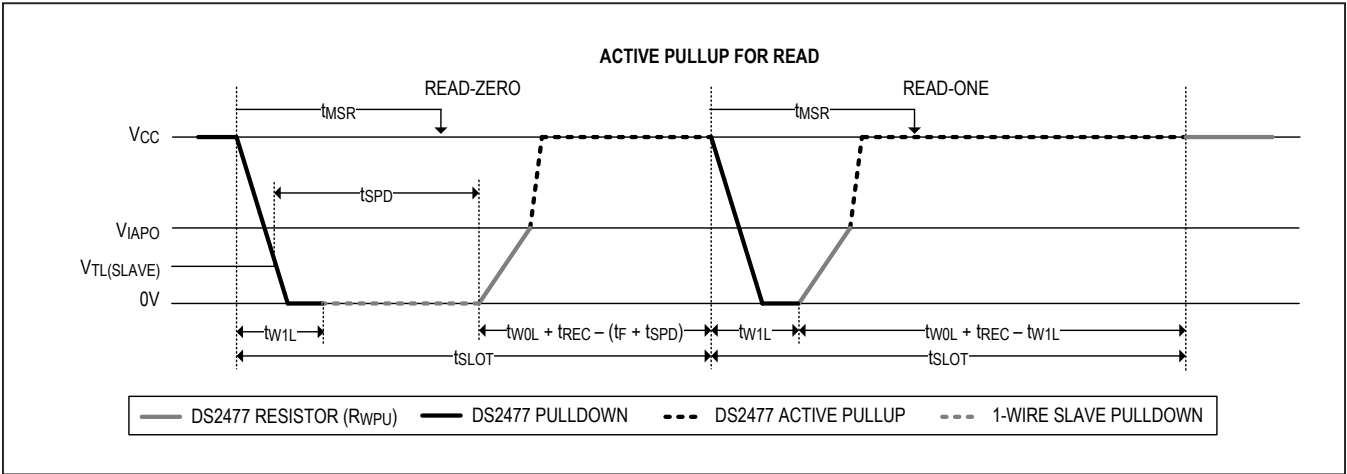 ACTIVE PULLUP FOR READ
READ-ZERO
READ-ONE
tMSR
tMSR
VCC
tSPD
VIAPO
VTL(SLAVE)
0V
tW1L
tW0L + tREC – (tF + tSPD)
tW1L
tW0L + tREC – tW1L
tSLOT
tSLOT
DS2477 RESISTOR (RWPU)
DS2477 PULLDOWN
DS2477 ACTIVE PULLUP
1-WIRE SLAVE PULLDOWN